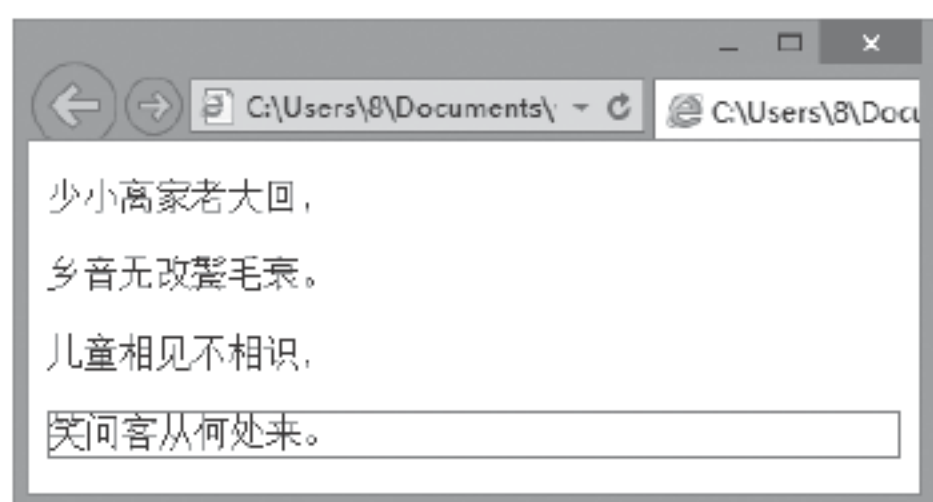 C:\Users\8\Documents\
C:\Users\8\Docu
少小离家老大回，
乡音无改鬓毛衰。
儿童相见不相识，
笑问客从何处来。